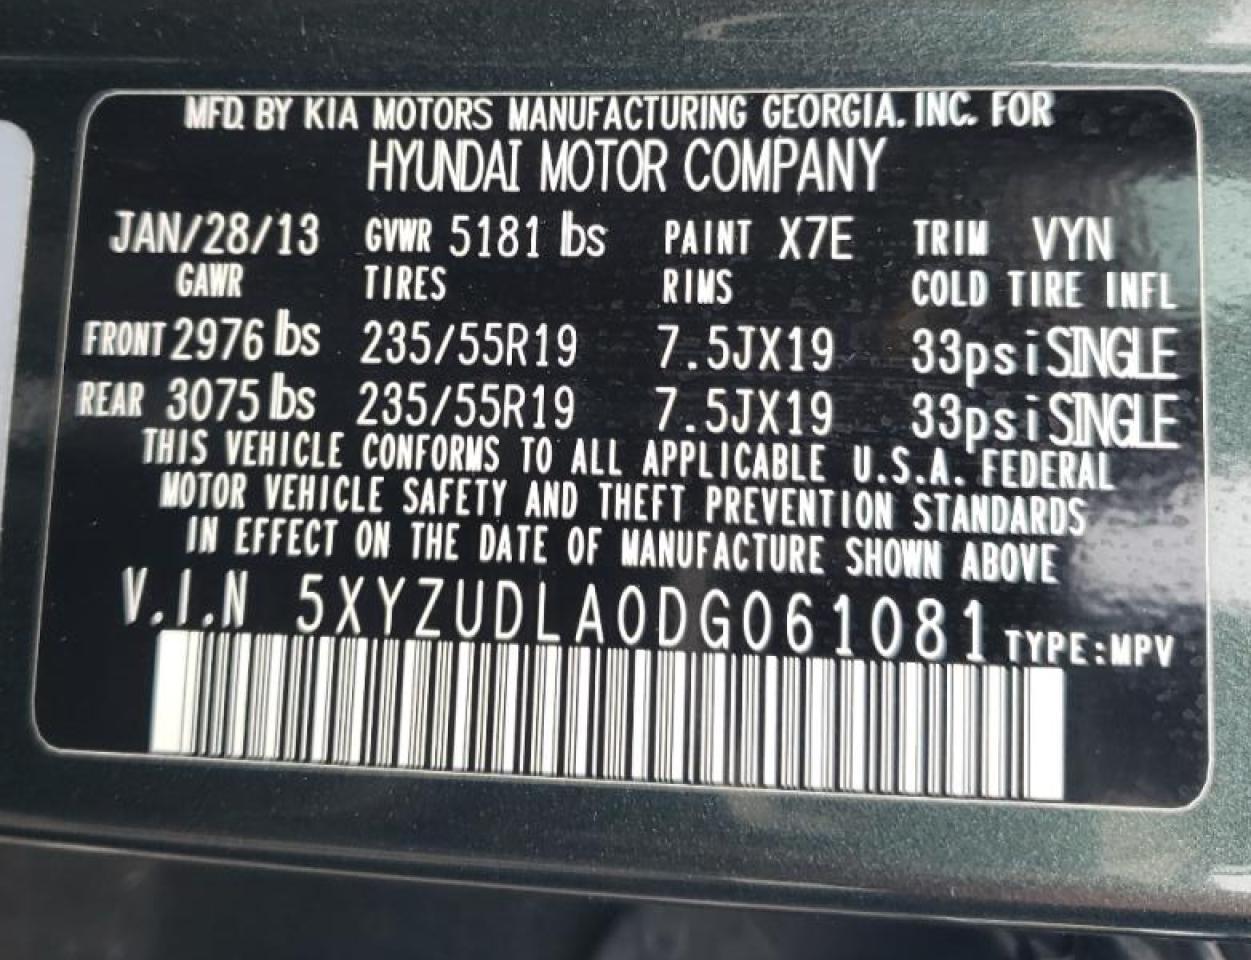 MFD. BY KIA MOTORS MANUFACTURING GEORGIA. INC. FOR
HYUNDAI MOTOR COMPANY
JAN/28/13 GVWR 5181 lbs PAINT X7E TRIM VYN
GAWR TIRES RIMS COLD TIRE INFL
FRONT 2976 lbs 235/55R19 7.5JX19 33psi SINGLE
REAR 3075 lbs 235/55R19 7.5JX19 33psi SINGLE
THIS VEHICLE CONFORMS TO ALL APPLICABLE U.S.A. FEDERAL
MOTOR VEHICLE SAFETY AND THEFT PREVENTION STANDARDS
IN EFFECT ON THE DATE OF MANUFACTURE SHOWN ABOVE
V.I.N 5XYZUDLA0DG061081 TYPE:MPV